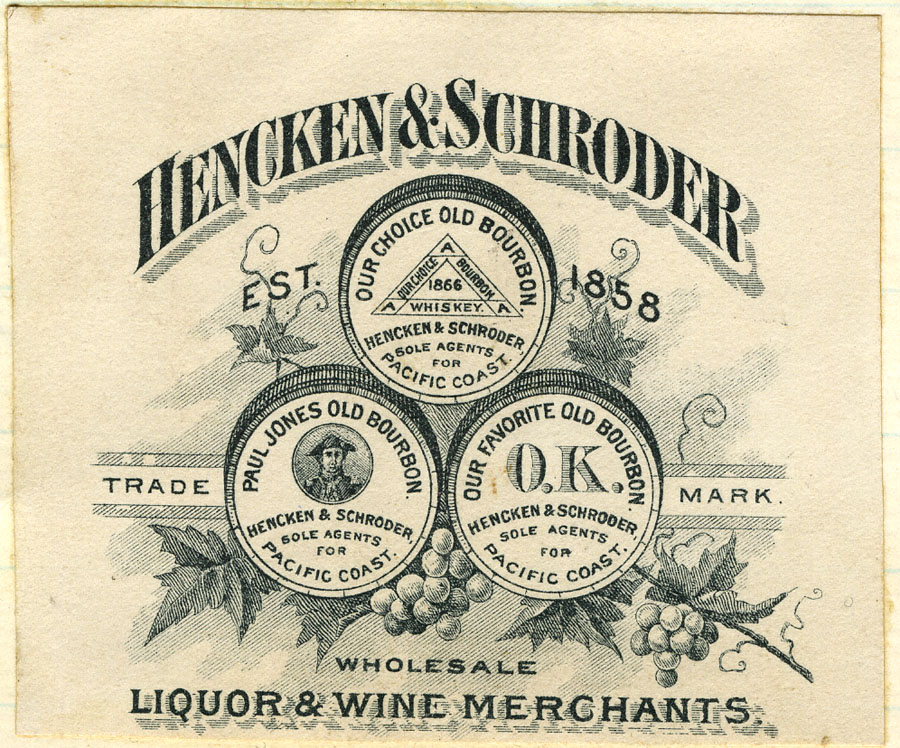 HENCKEN & SCHRODER
EST. 1858
OUR CHOICE OLD BOURBON
A
OUR CHOICE BOURBON
1866
A WHISKEY. A
HENCKEN & SCHRODER
SOLE AGENTS
FOR
PACIFIC COAST.
PAUL JONES OLD BOURBON.
HENCKEN & SCHRODER,
SOLE AGENTS
FOR
PACIFIC COAST.
OUR FAVORITE OLD BOURBON
O.K.
HENCKEN & SCHRODER,
SOLE AGENTS
FOR
PACIFIC COAST.
TRADE MARK.
WHOLESALE
LIQUOR & WINE MERCHANTS.